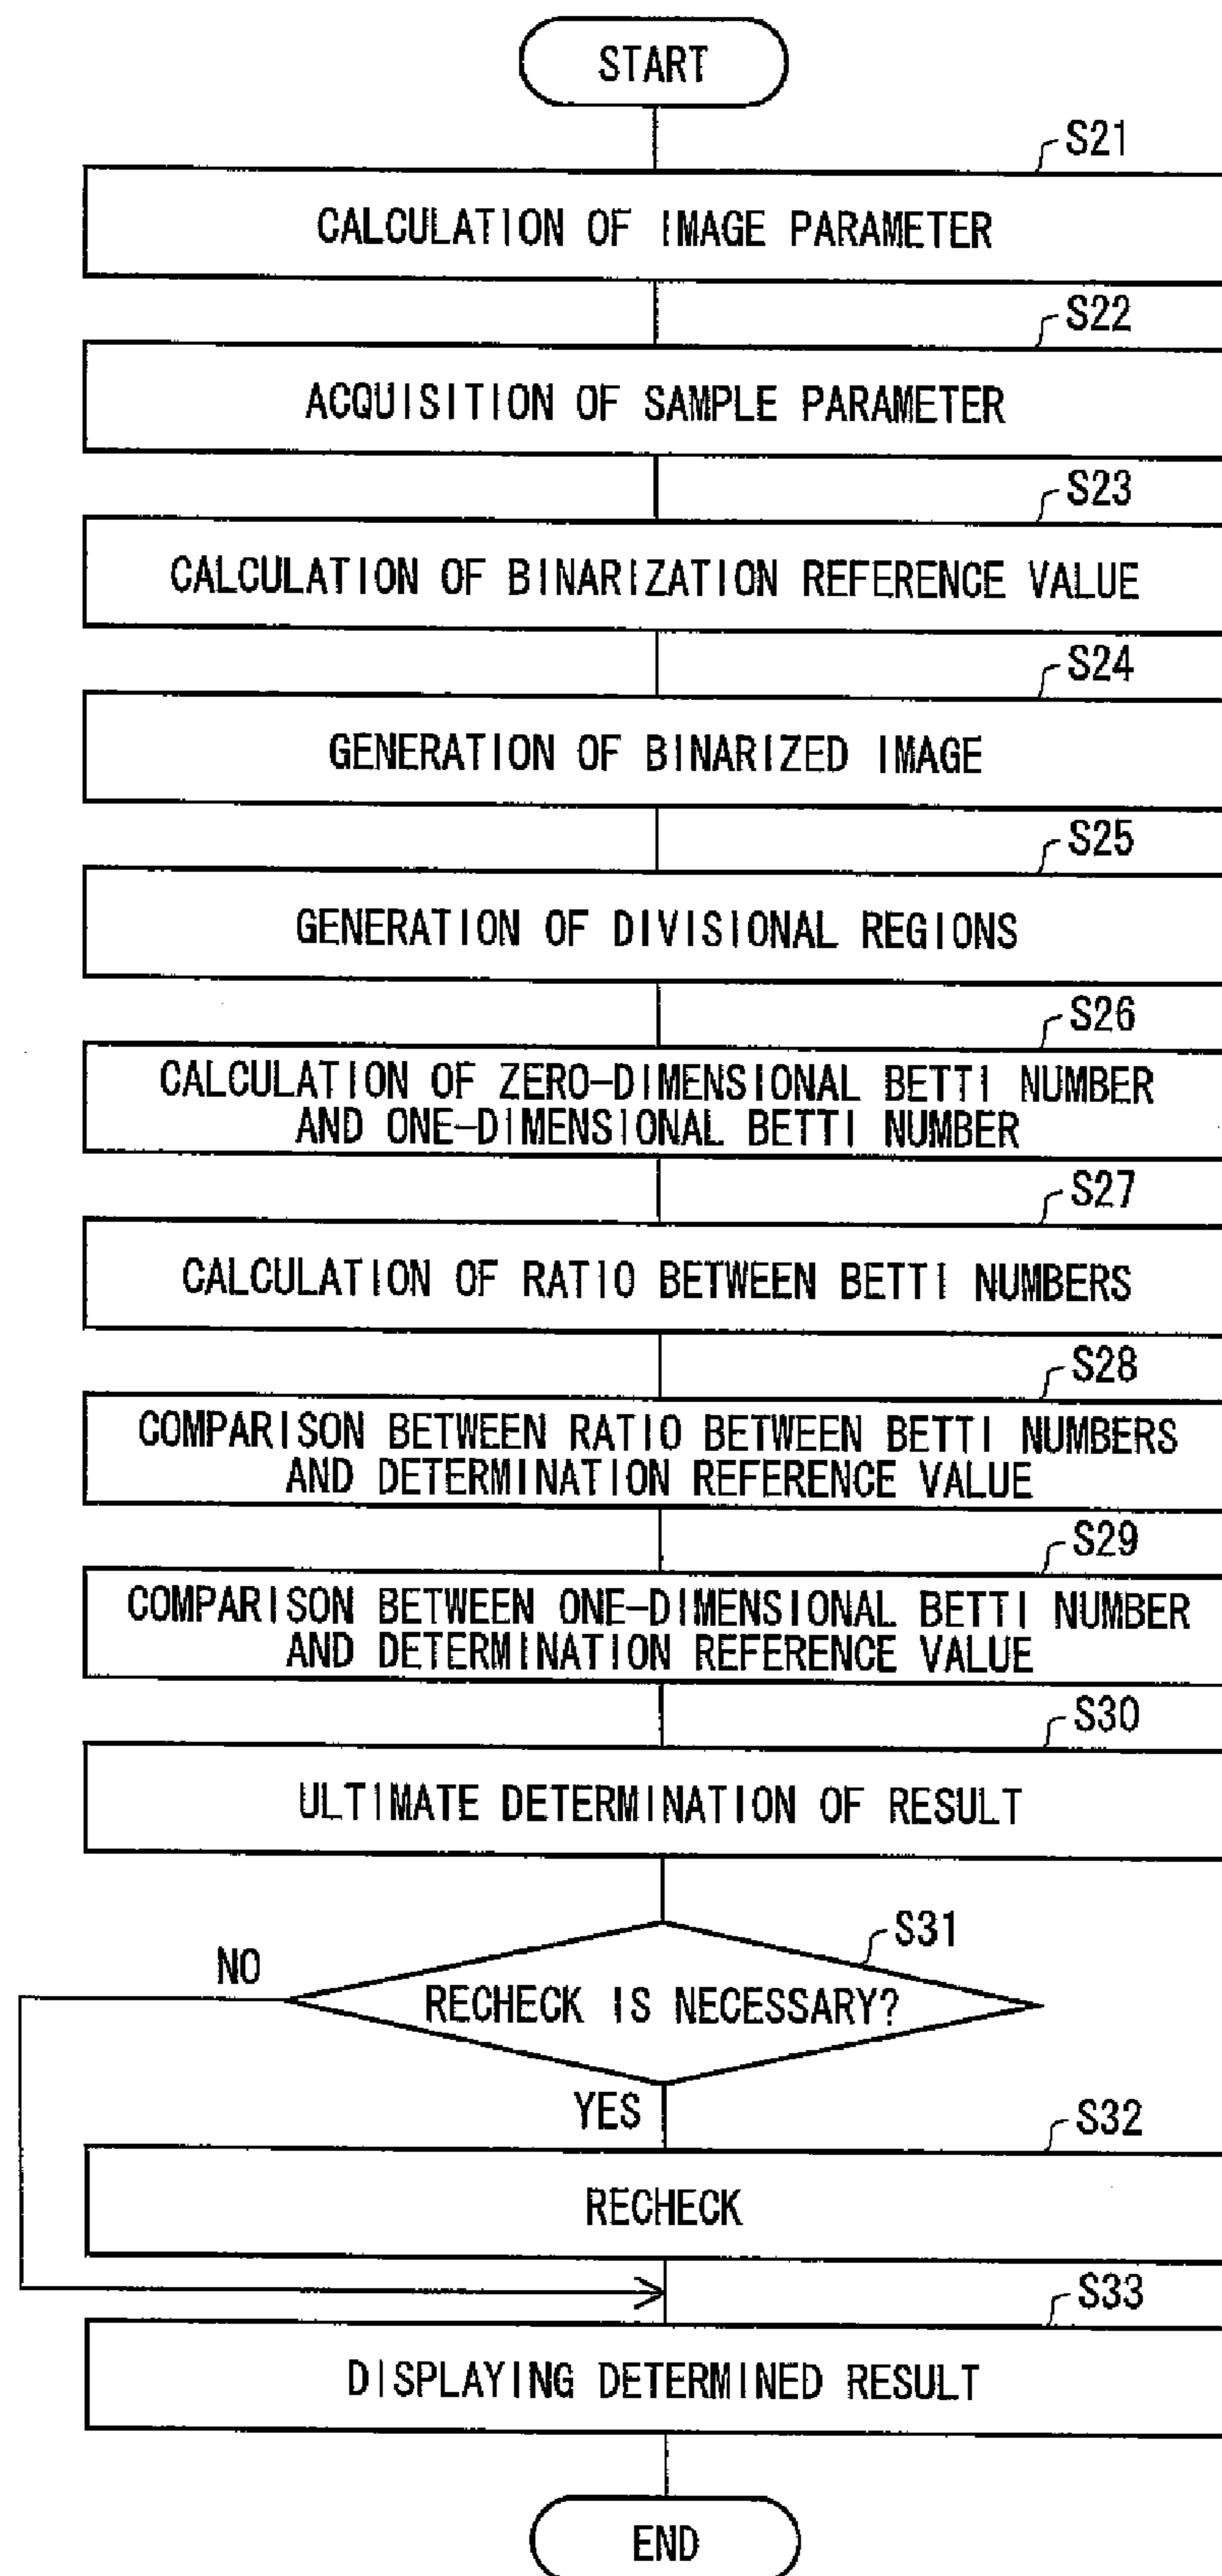 START
S21
CALCULATION OF IMAGE PARAMETER
S22
ACQUISITION OF SAMPLE PARAMETER
S23
CALCULATION OF BINARIZATION REFERENCE VALUE
S24
GENERATION OF BINARIZED IMAGE
S25
GENERATION OF DIVISIONAL REGIONS
S26
CALCULATION OF ZERO-DIMENSIONAL BETTI NUMBER
AND ONE-DIMENSIONAL BETTI NUMBER
S27
CALCULATION OF RATIO BETWEEN BETTI NUMBERS
S28
COMPARISON BETWEEN RATIO BETWEEN BETTI NUMBERS
AND DETERMINATION REFERENCE VALUE
S29
COMPARISON BETWEEN ONE-DIMENSIONAL BETTI NUMBER
AND DETERMINATION REFERENCE VALUE
S30
ULTIMATE DETERMINATION OF RESULT
S31
NO
RECHECK IS NECESSARY?
YES
S32
RECHECK
S33
DISPLAYING DETERMINED RESULT
END